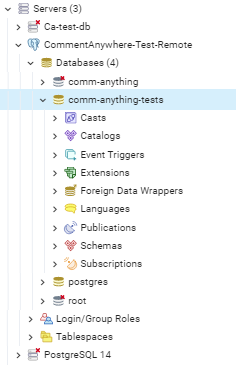 Servers (3)
Ca-test-db
CommentAnywhere-Test-Remote
Databases (4)
comm-anything
comm-anything-tests
Casts
Catalogs
Event Triggers
Extensions
Foreign Data Wrappers
Languages
Publications
Schemas
Subscriptions
postgres
root
Login/Group Roles
Tablespaces
PostgreSQL 14